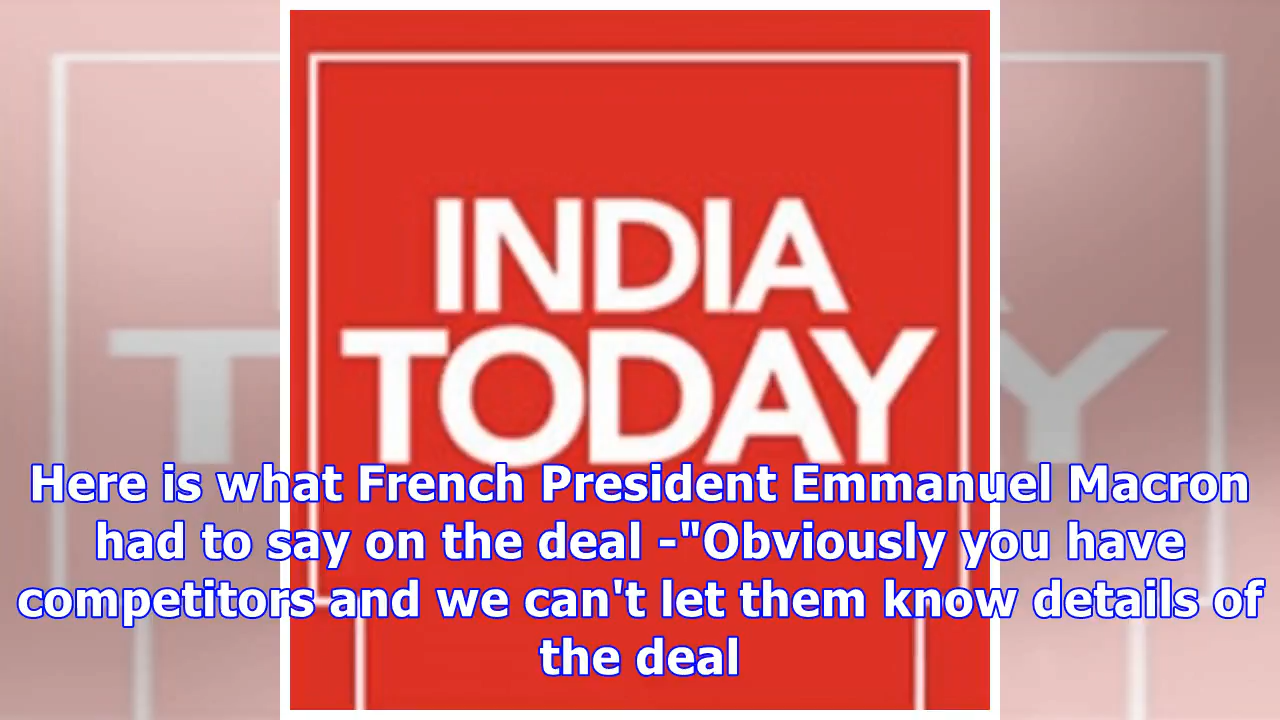 INDIA
TODAY
Here is what French President Emmanuel Macron
had to say on the deal -"Obviously you have
competitors and we can't let them know details of
the deal